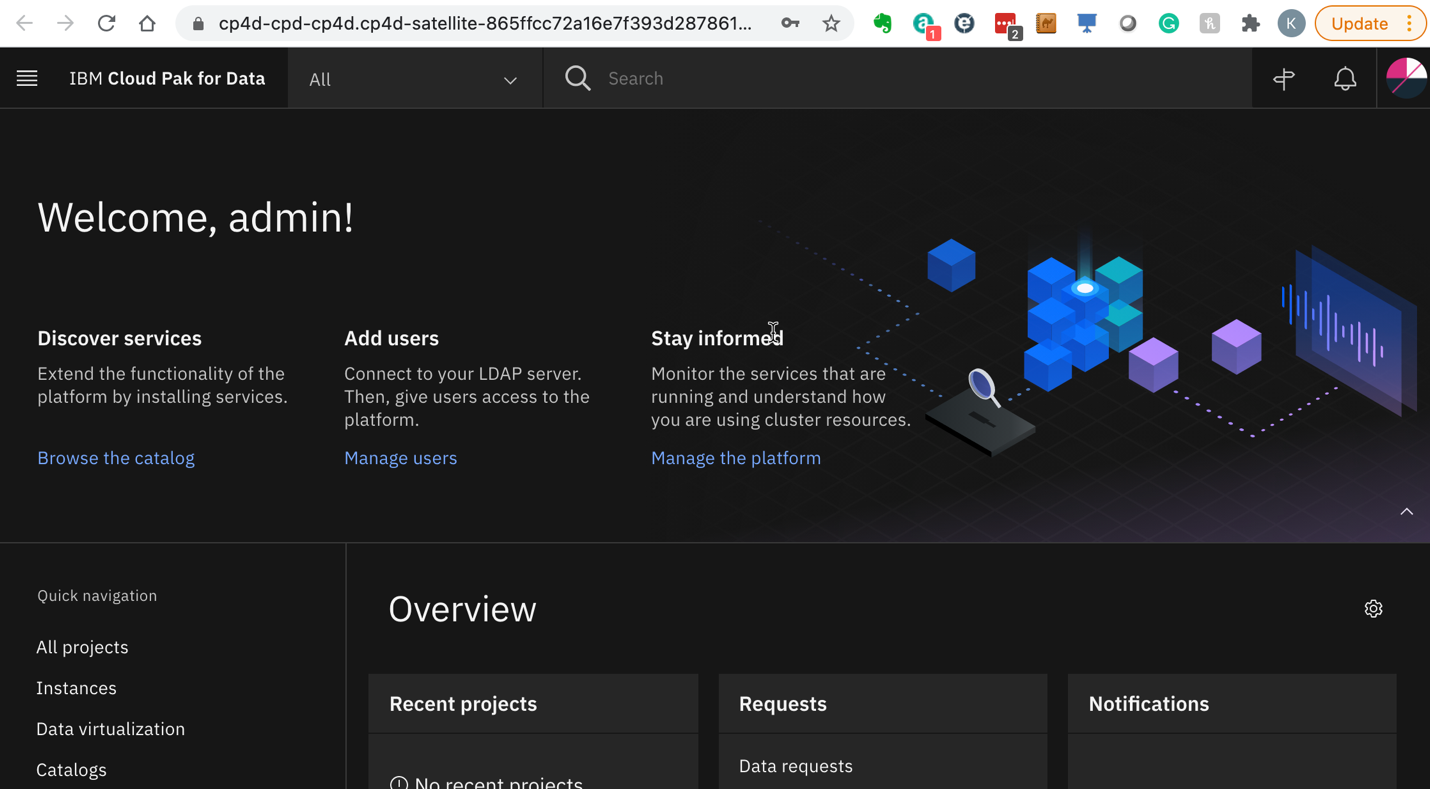 cp4d-cpd-cp4d.cp4d-satellite-865ffcc72a16e7f393d287861...
1
2
K
Update
IBM Cloud Pak for Data
All
Search
Welcome, admin!
Discover services
Extend the functionality of the
platform by installing services.
Browse the catalog
Add users
Connect to your LDAP server.
Then, give users access to the
platform.
Manage users
Stay informed
Monitor the services that are
running and understand how
you are using cluster resources.
Manage the platform
Quick navigation
All projects
Instances
Data virtualization
Catalogs
Overview
Recent projects
No recent projects
Requests
Data requests
Notifications